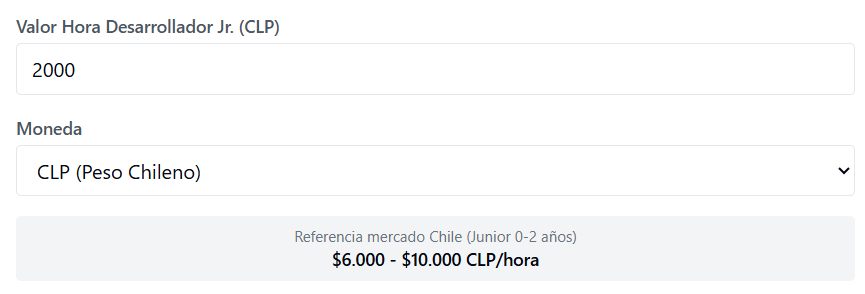 Valor Hora Desarrollador Jr. (CLP)
2000
Moneda
CLP (Peso Chileno)
Referencia mercado Chile (Junior 0-2 años)
$6.000 - $10.000 CLP/hora